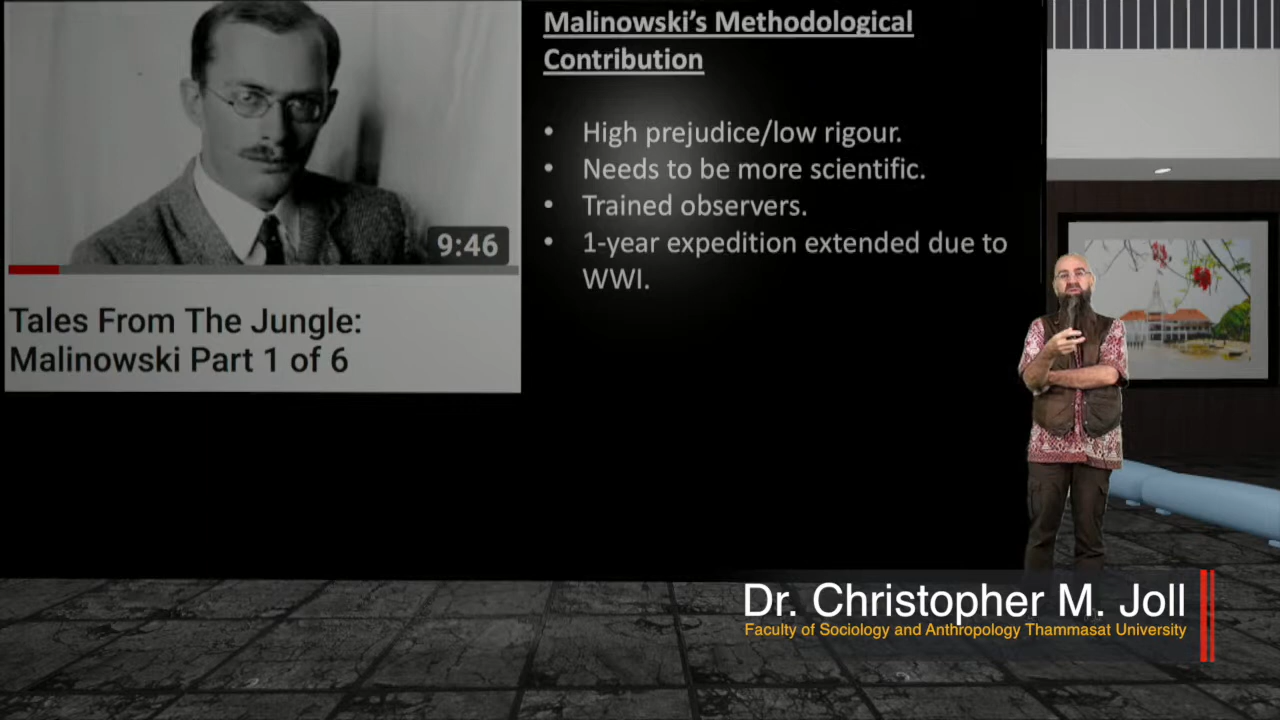 9:46
Tales From The Jungle:
Malinowski Part 1 of 6
Malinowski's Methodological
Contribution
• High prejudice/low rigour.
• Needs to be more scientific.
• Trained observers.
• 1-year expedition extended due to
WWI.
Dr. Christopher M. Joll
Faculty of Sociology and Anthropology Thammasat University